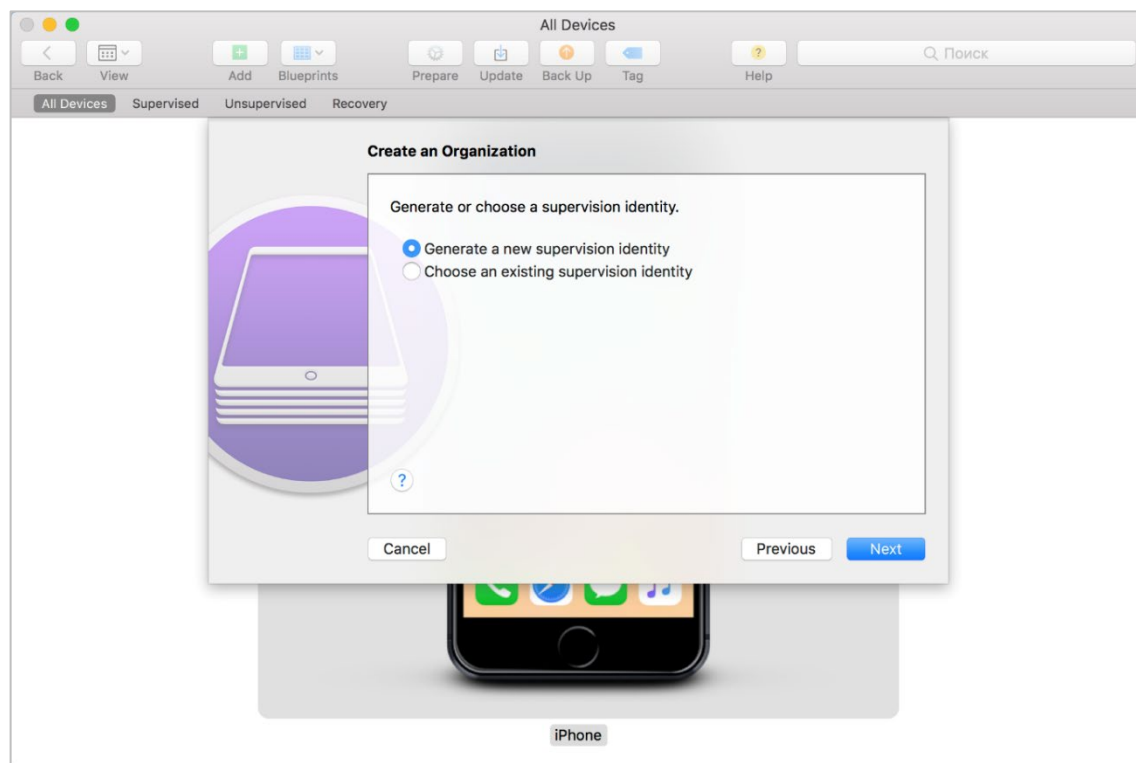 All Devices
Back View Add Blueprints Prepare Update Back Up Tag ? Help Поиск
All Devices Supervised Unsupervised Recovery
Create an Organization
Generate or choose a supervision identity.
Generate a new supervision identity
Choose an existing supervision identity
?
Cancel Previous Next
iPhone